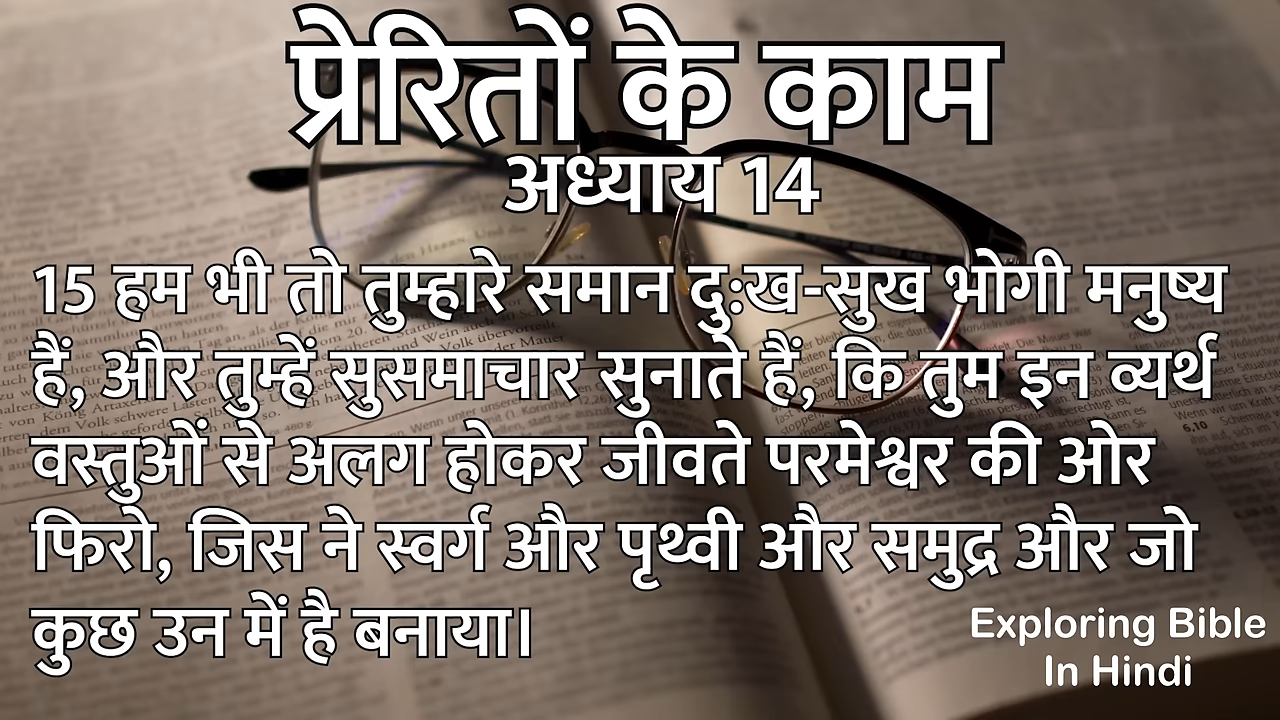 प्रेरितों के काम
अध्याय 14
15 हम भी तो तुम्हारे समान दु:ख-सुख भोगी मनुष्य
हैं, और तुम्हें सुसमाचार सुनाते हैं, कि तुम इन व्यर्थ
वस्तुओं से अलग होकर जीवते परमेश्वर की ओर
फिरो, जिस ने स्वर्ग और पृथ्वी और समुद्र और जो
कुछ उन में है बनाया।
Exploring Bible
In Hindi